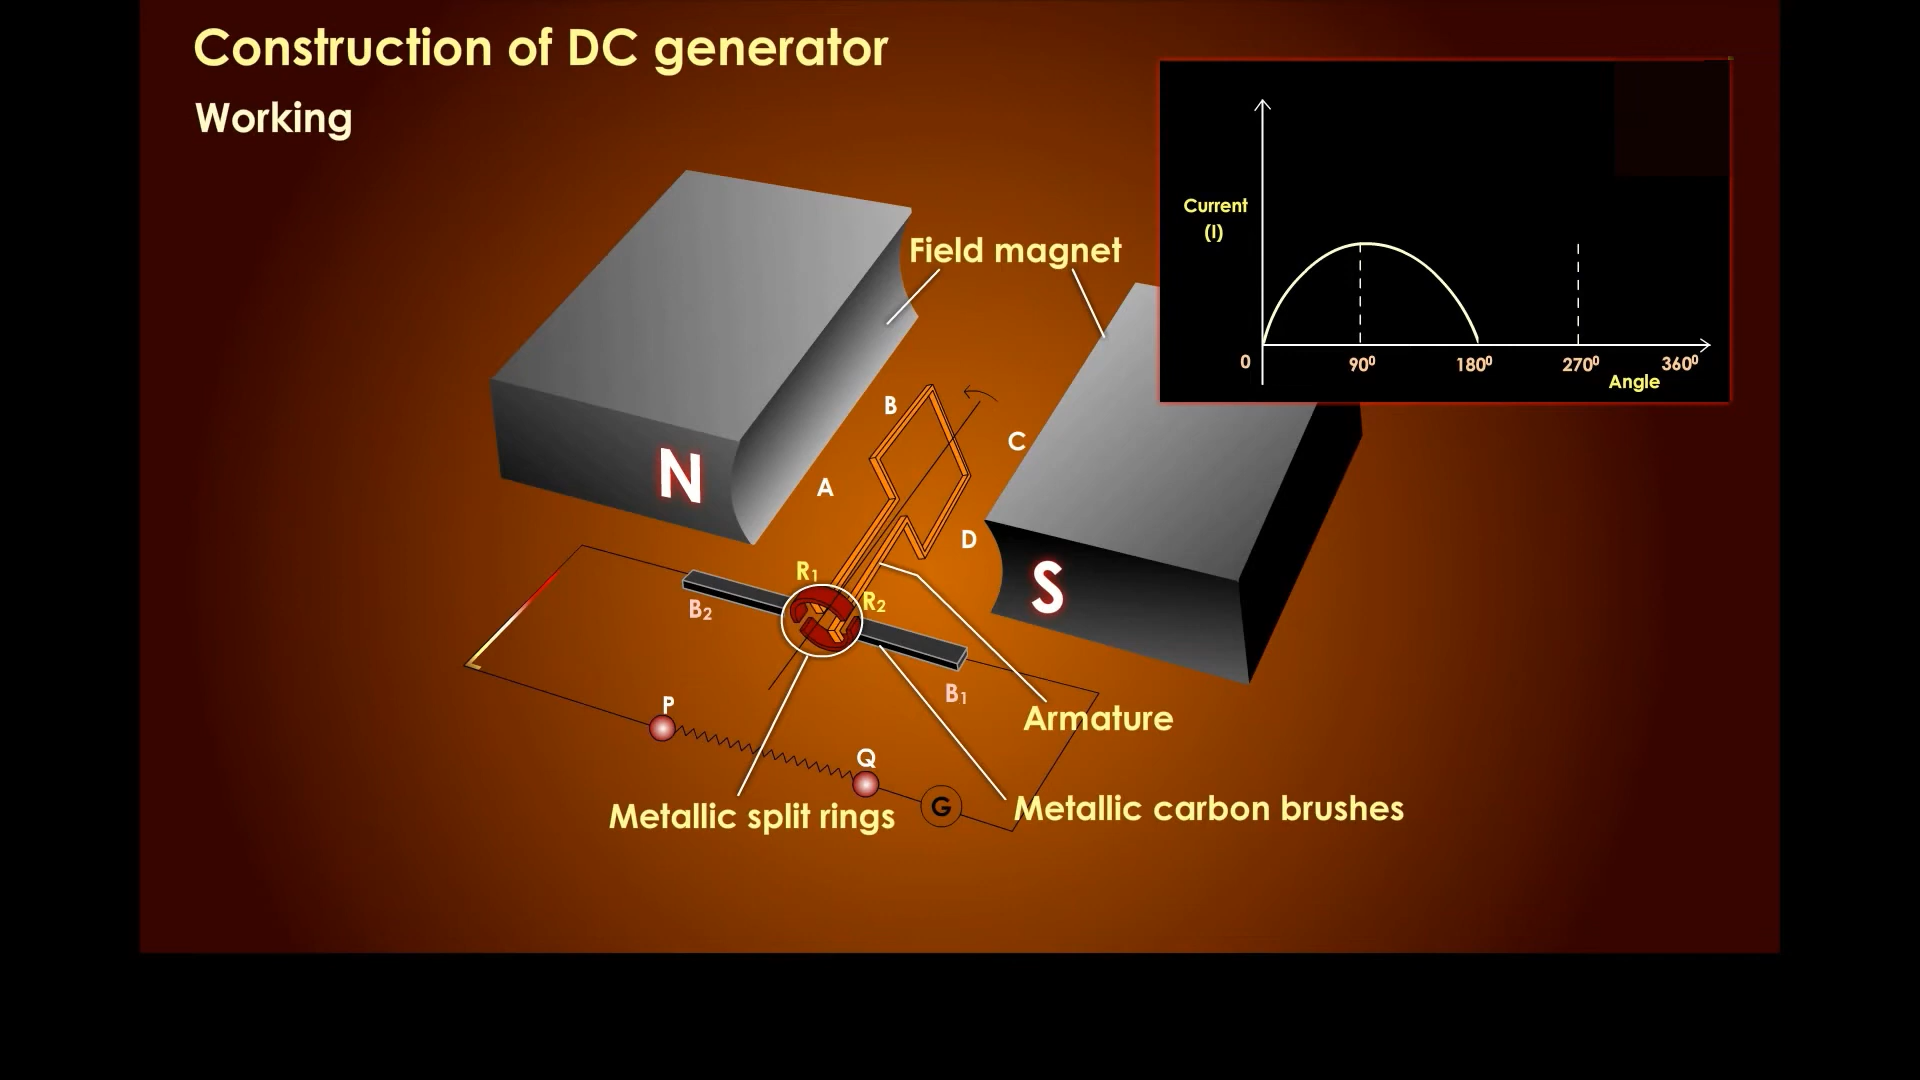 Construction of DC generator
Working
Current
(I)
0
90⁰
180⁰
270⁰
360⁰
Angle
Field magnet
N
S
B
C
A
D
R₁
R₂
B₂
B₁
P
Q
G
Armature
Metallic split rings
Metallic carbon brushes